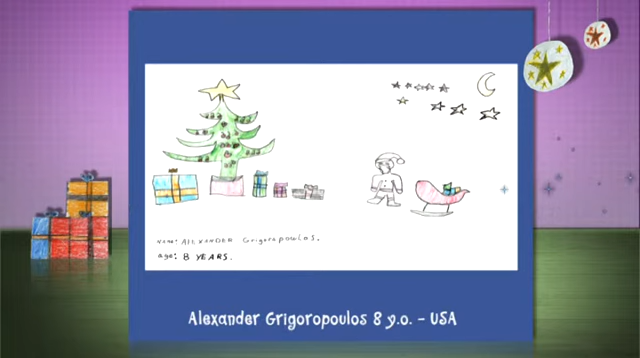 Name: ALEXANDER Grigoropoulos.
age: 8 YEARS.
Alexander Grigoropoulos 8 y.o. - USA